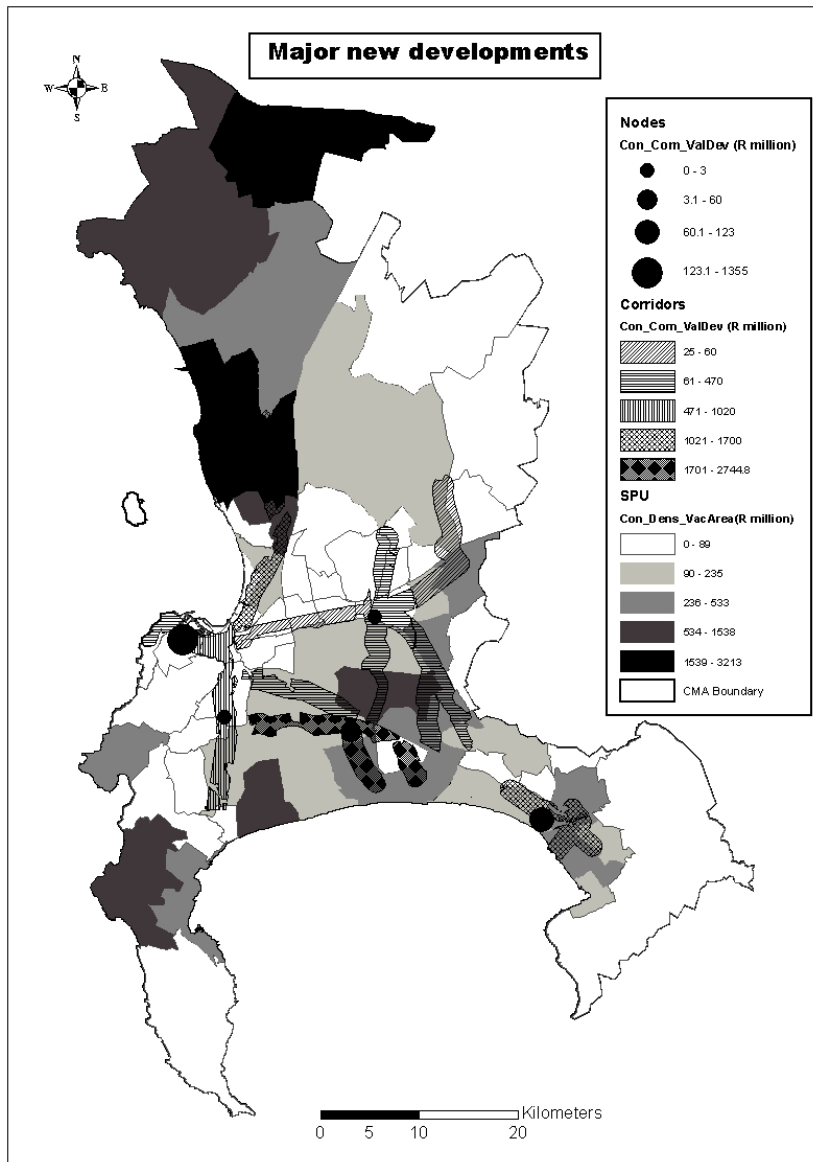 Major new developments
N
W E
S
Nodes
Con_Com_ValDev (R million)
0 - 3
3.1 - 60
60.1 - 123
123.1 - 1355
Corridors
Con_Com_ValDev (R million)
25 - 60
61 - 470
471 - 1020
1021 - 1700
1701 - 2744.8
SPU
Con_Dens_VacArea(R million)
0 - 89
90 - 235
236 - 533
534 - 1538
1539 - 3213
CMA Boundary
Kilometers
0 5 10 20